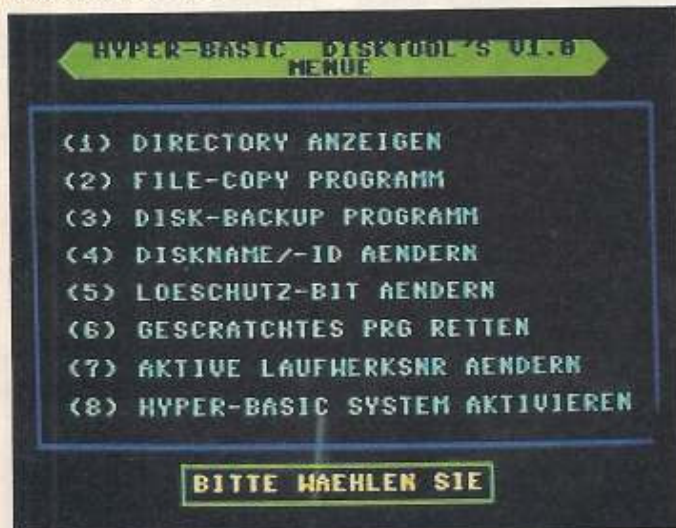 HYPER-BASIC DISKTOOL'S V1.0
MENUE
(1) DIRECTORY ANZEIGEN
(2) FILE-COPY PROGRAMM
(3) DISK-BACKUP PROGRAMM
(4) DISKNAME/-ID AENDERN
(5) LOESCHUTZ-BIT AENDERN
(6) GESCRATCHTES PRG RETTEN
(7) AKTIVE LAUFWERKSNR AENDERN
(8) HYPER-BASIC SYSTEM AKTIVIEREN
BITTE WAEHLEN SIE